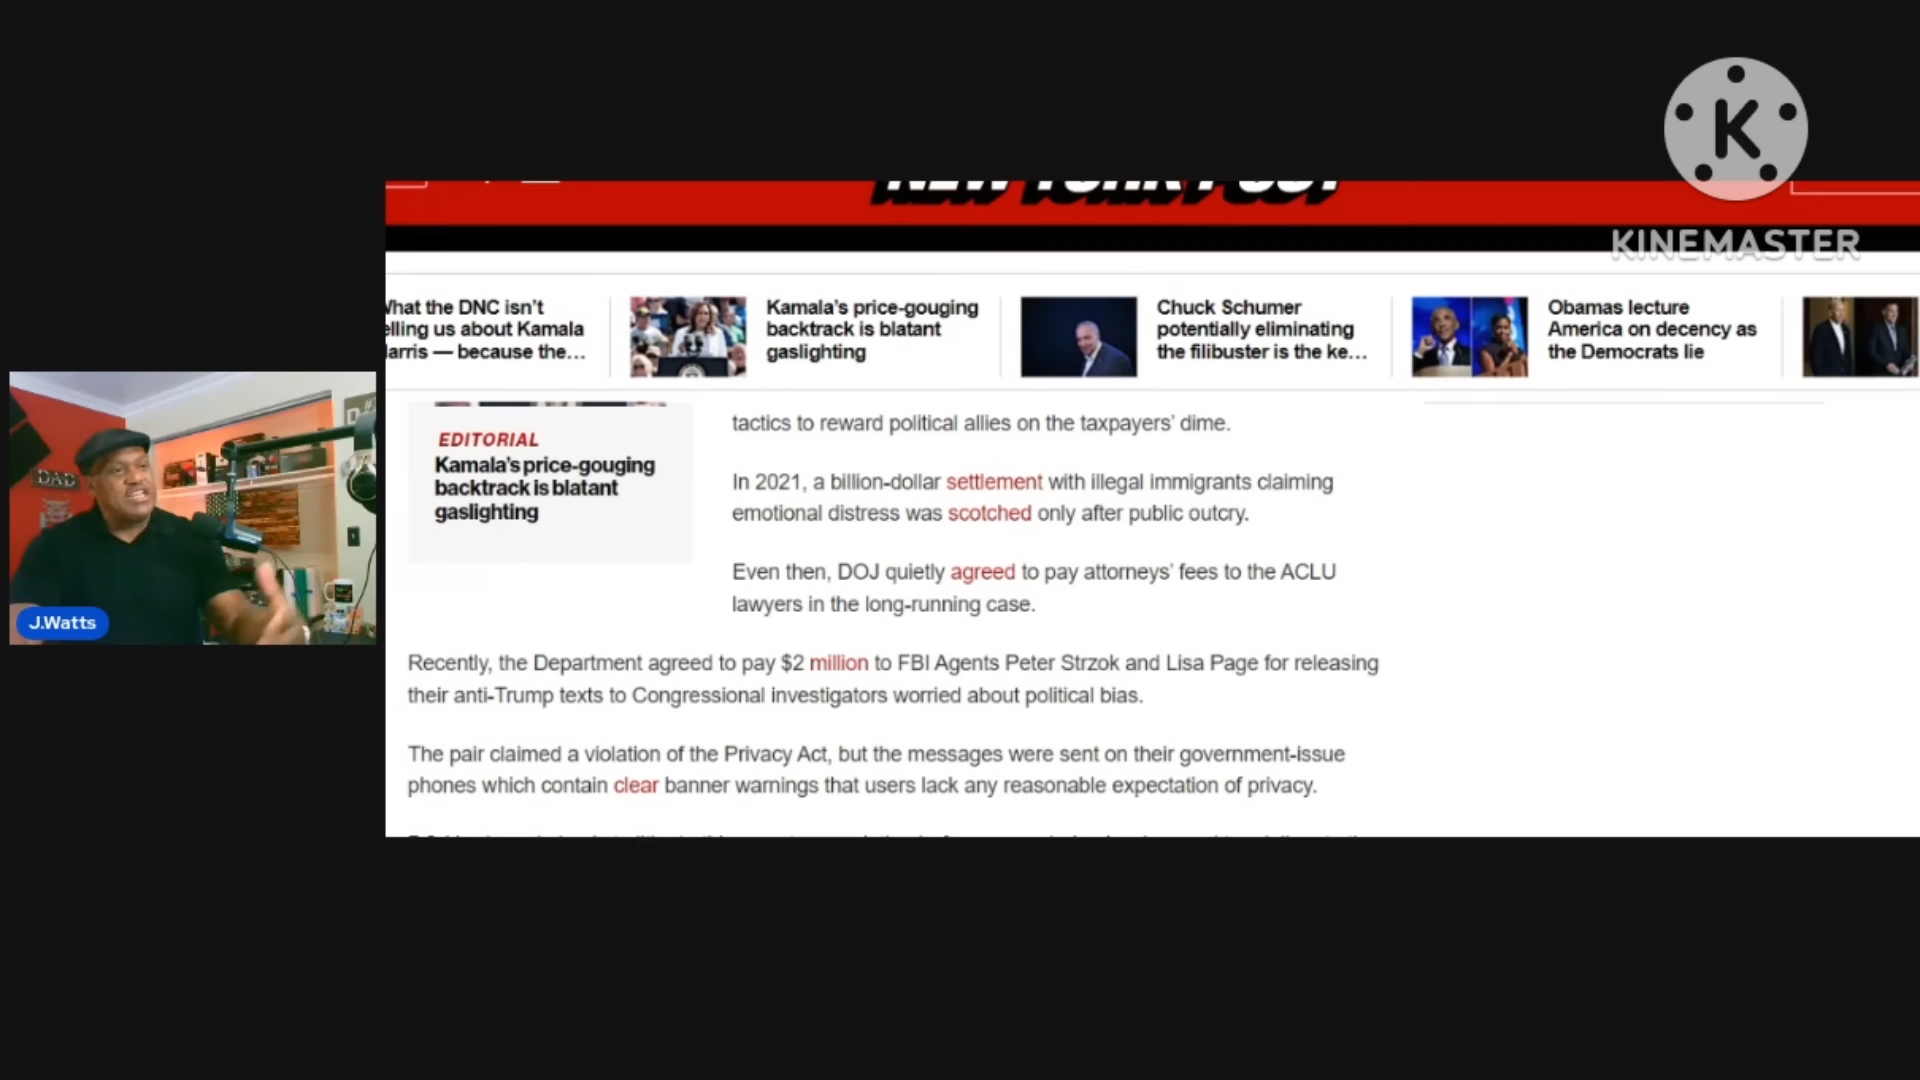 KINEMASTER
NEW YORK POST
What the DNC isn't
elling us about Kamala
arris — because the...
Kamala's price-gouging
backtrack is blatant
gaslighting
Chuck Schumer
potentially eliminating
the filibuster is the ke...
Obamas lecture
America on decency as
the Democrats lie
EDITORIAL
Kamala's price-gouging
backtrack is blatant
gaslighting
tactics to reward political allies on the taxpayers' dime.
In 2021, a billion-dollar settlement with illegal immigrants claiming
emotional distress was scotched only after public outcry.
Even then, DOJ quietly agreed to pay attorneys' fees to the ACLU
lawyers in the long-running case.
Recently, the Department agreed to pay $2 million to FBI Agents Peter Strzok and Lisa Page for releasing
their anti-Trump texts to Congressional investigators worried about political bias.
The pair claimed a violation of the Privacy Act, but the messages were sent on their government-issue
phones which contain clear banner warnings that users lack any reasonable expectation of privacy.
DAD
J.Watts